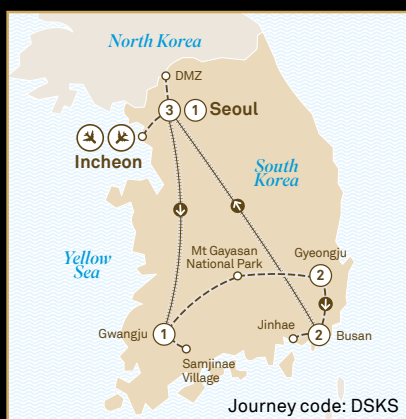 North Korea
DMZ
3 1 Seoul
Incheon
South
Korea
Mt Gayasan
National Park
Gyeongju
2
Yellow
Sea
Gwangju
1
Jinhae
2
Busan
Samjinae
Village
Journey code: DSKS